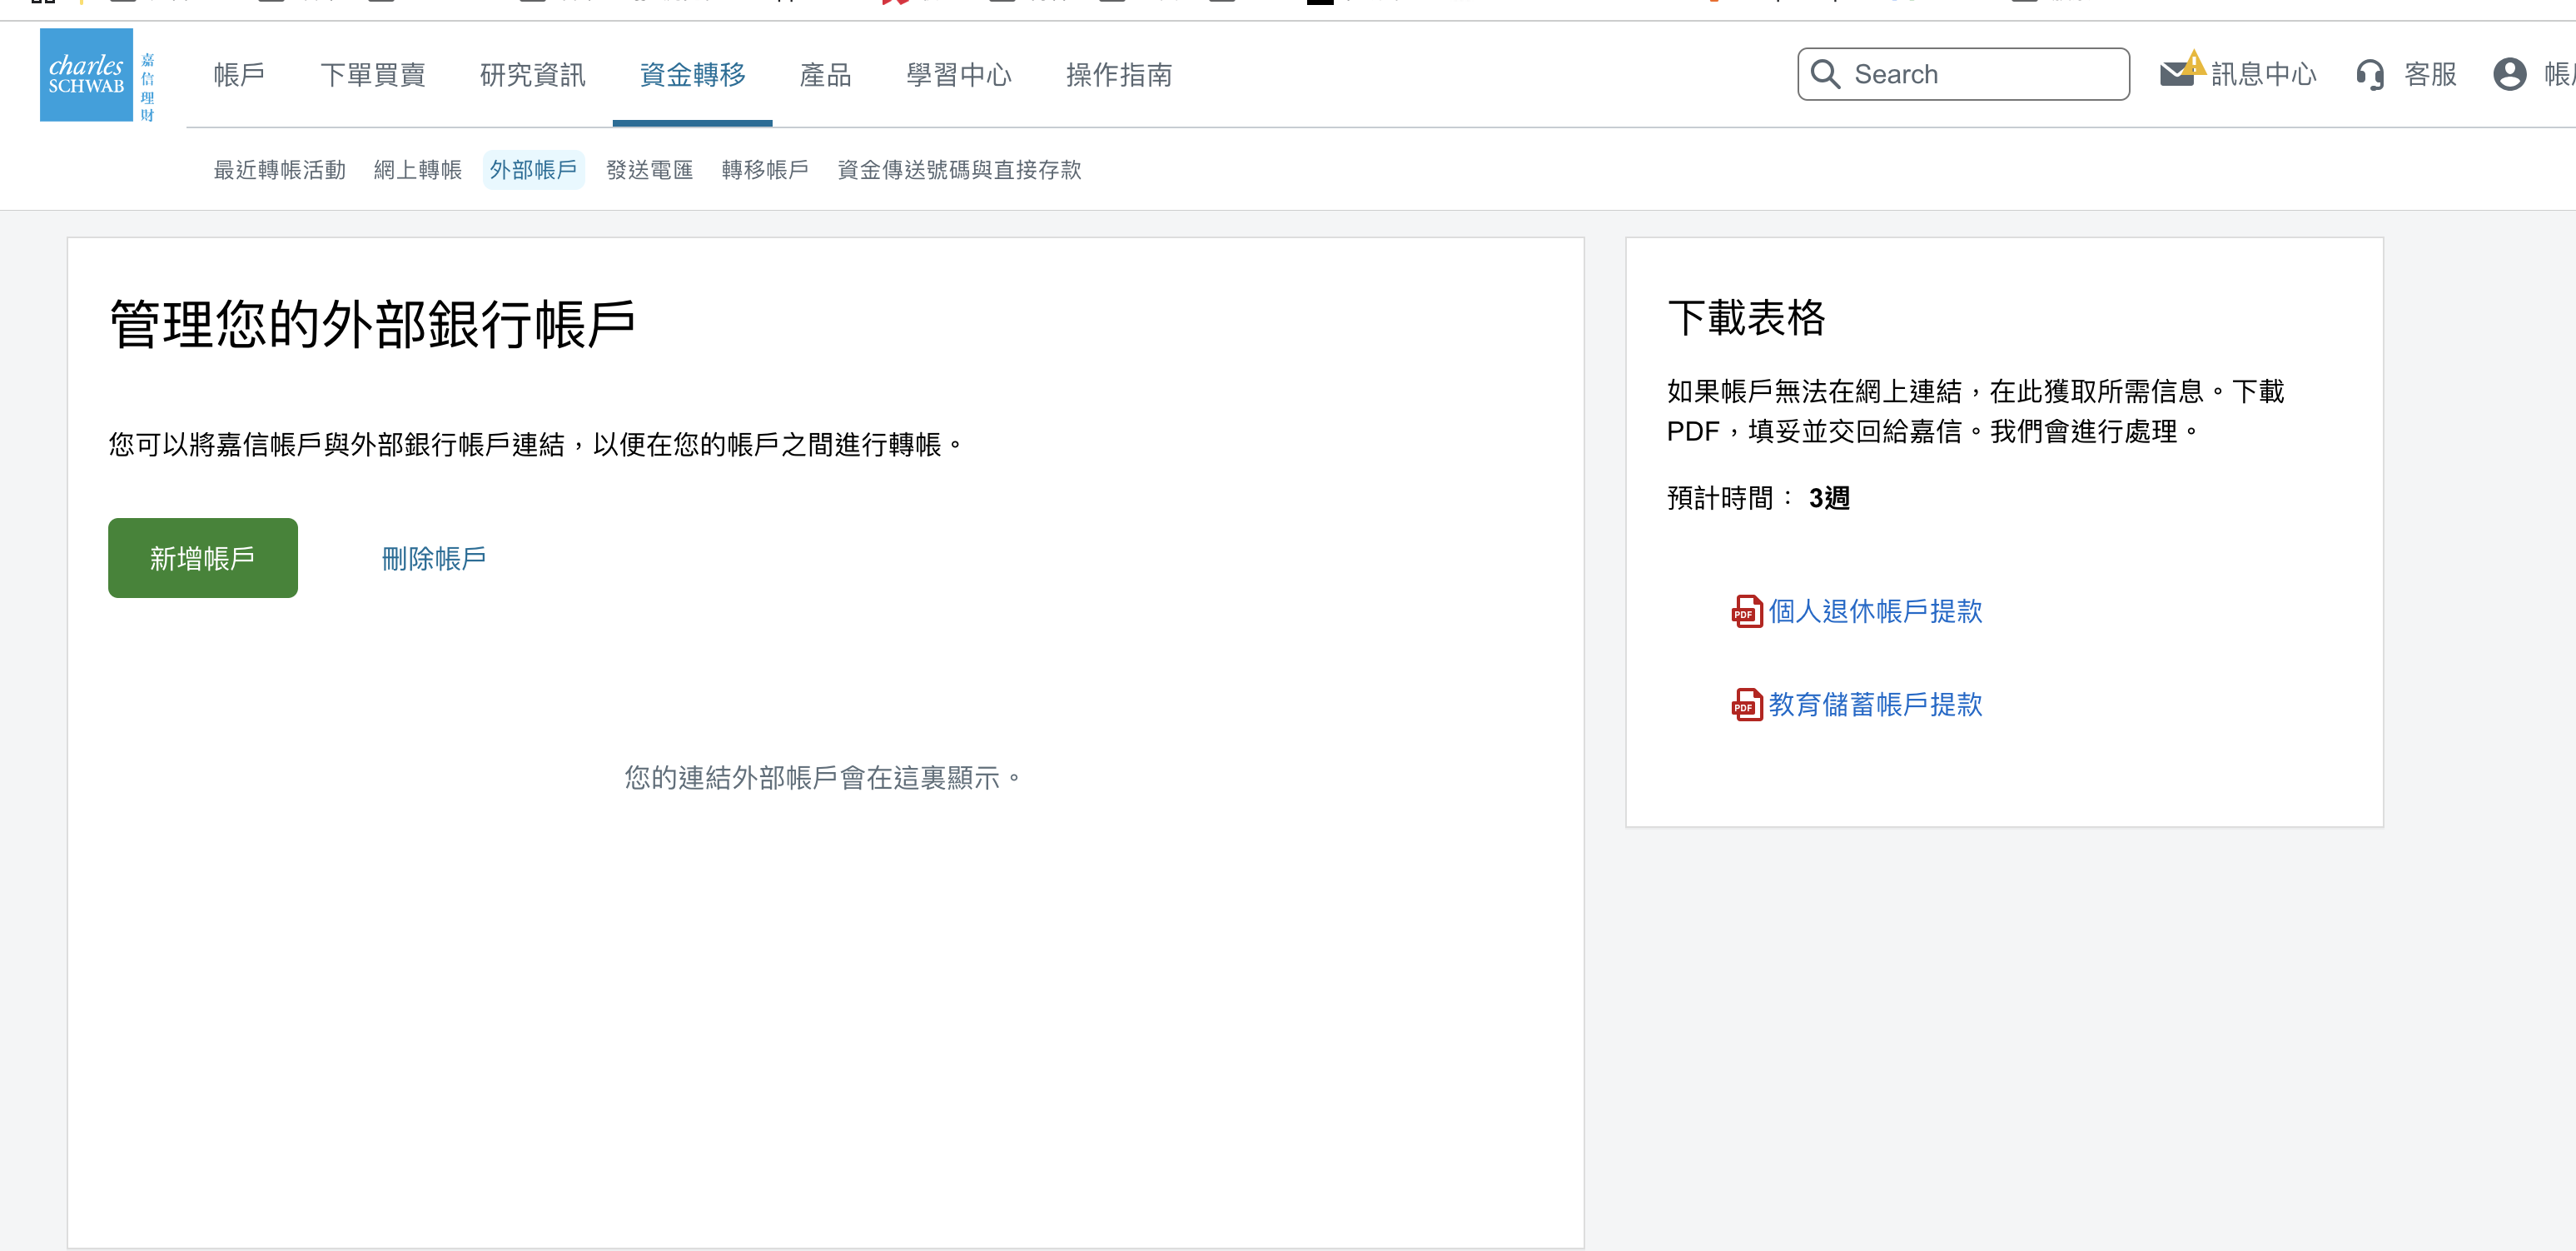 charles
SCHWAB
嘉信理財
帳戶
下單買賣
研究資訊
資金轉移
產品
學習中心
操作指南
Search
訊息中心
客服
最近轉帳活動
網上轉帳
外部帳戶
發送電匯
轉移帳戶
資金傳送號碼與直接存款
管理您的外部銀行帳戶
您可以將嘉信帳戶與外部銀行帳戶連結，以便在您的帳戶之間進行轉帳。
新增帳戶
刪除帳戶
您的連結外部帳戶會在這裏顯示。
下載表格
如果帳戶無法在網上連結，在此獲取所需信息。下載
PDF，填妥並交回給嘉信。我們會進行處理。
預計時間： 3週
PDF 個人退休帳戶提款
PDF 教育儲蓄帳戶提款